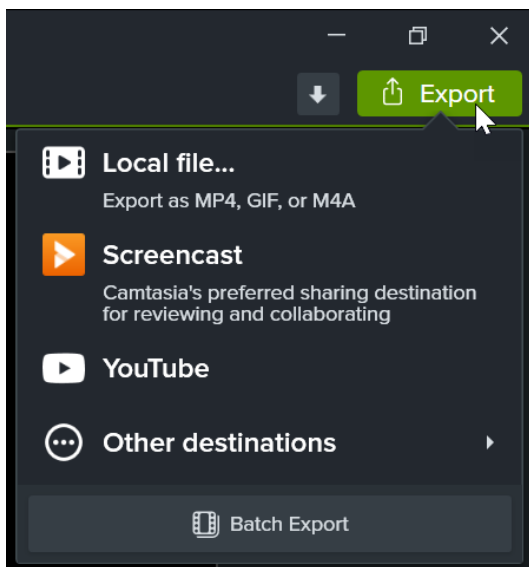 Export
Local file...
Export as MP4, GIF, or M4A
Screencast
Camtasia's preferred sharing destination
for reviewing and collaborating
YouTube
Other destinations
Batch Export